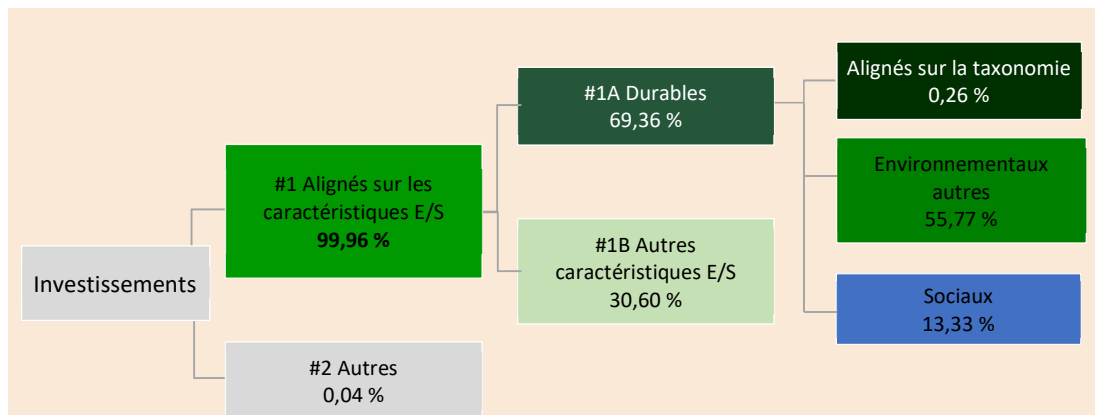 Investissements
#1 Alignés sur les
caractéristiques E/S
99,96 %
#2 Autres
0,04 %
#1A Durables
69,36 %
#1B Autres
caractéristiques E/S
30,60 %
Alignés sur la taxonomie
0,26 %
Environnementaux
autres
55,77 %
Sociaux
13,33 %